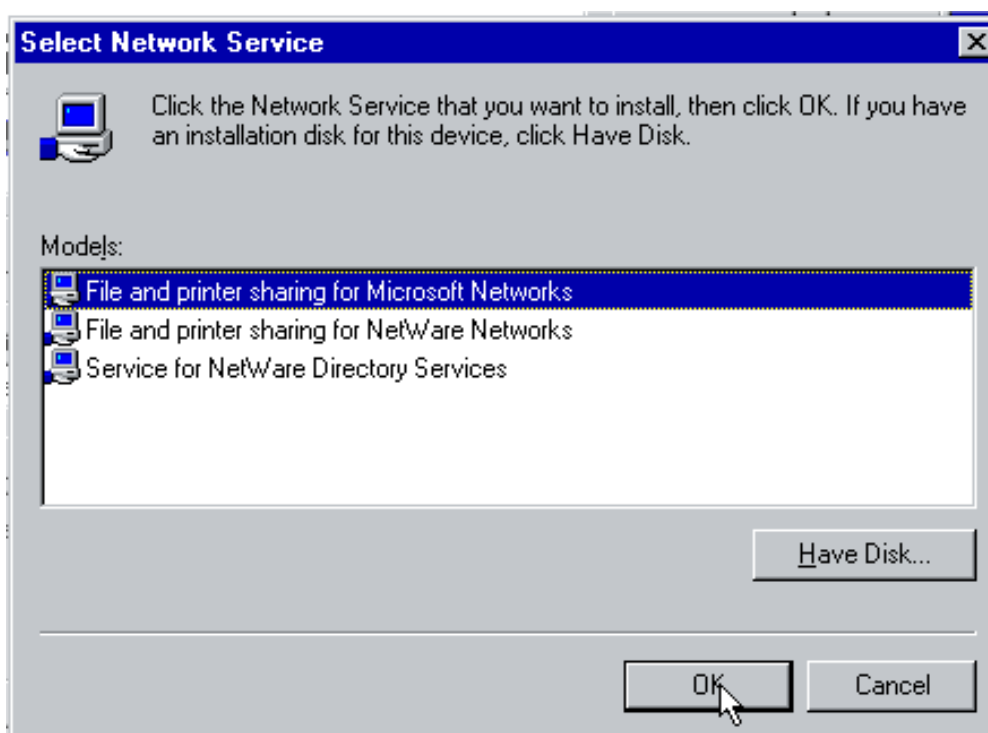 Select Network Service
Click the Network Service that you want to install, then click OK. If you have
an installation disk for this device, click Have Disk.
Models:
File and printer sharing for Microsoft Networks
File and printer sharing for NetWare Networks
Service for NetWare Directory Services
Have Disk...
OK
Cancel